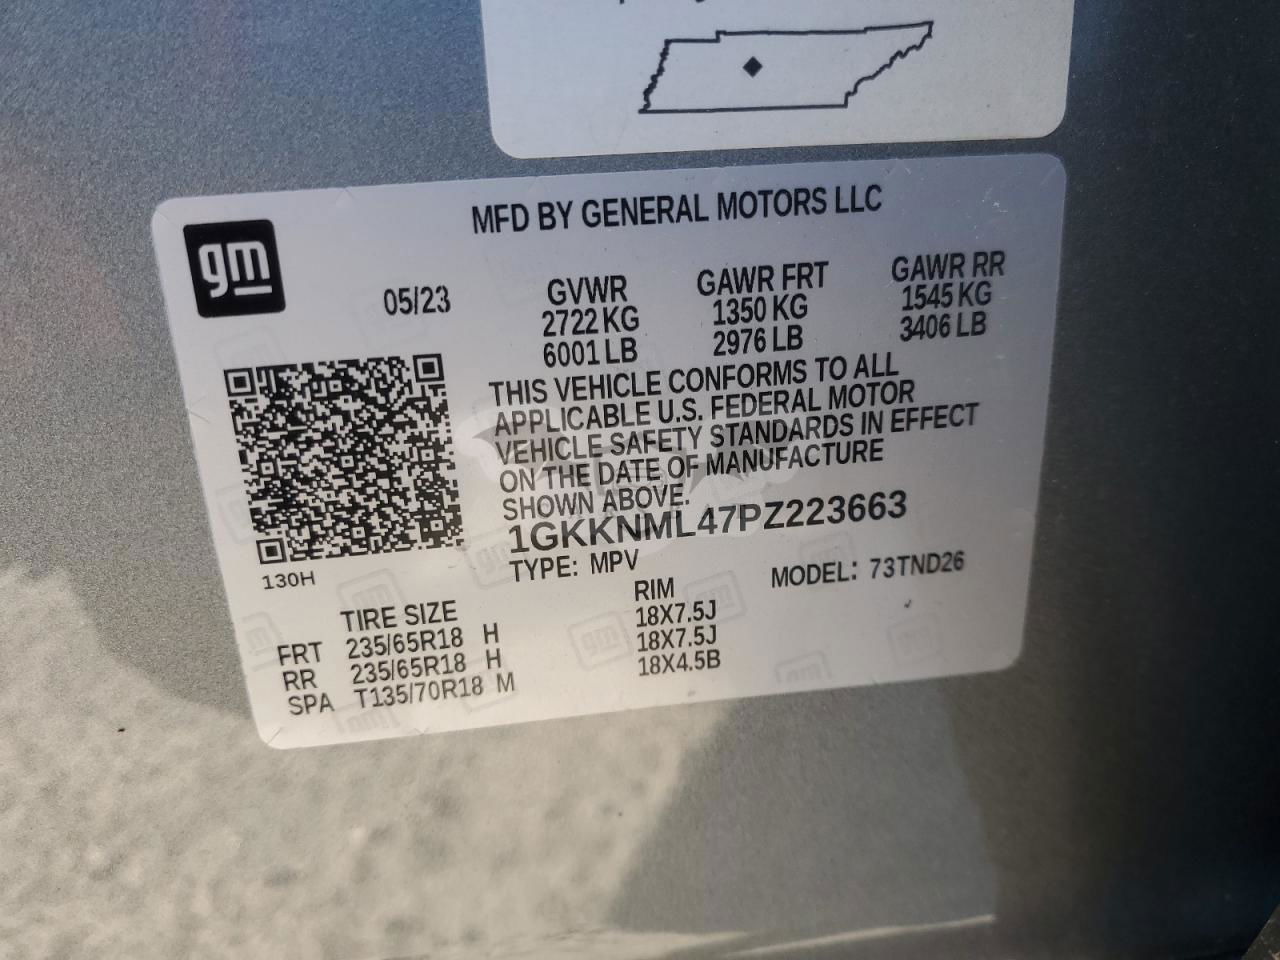 MFD BY GENERAL MOTORS LLC
gm
05/23
GVWR GAWR FRT GAWR RR
2722 KG 1350 KG 1545 KG
6001 LB 2976 LB 3406 LB
THIS VEHICLE CONFORMS TO ALL
APPLICABLE U.S. FEDERAL MOTOR
VEHICLE SAFETY STANDARDS IN EFFECT
ON THE DATE OF MANUFACTURE
SHOWN ABOVE.
1GKKNML47PZ223663
TYPE: MPV MODEL: 73TND26
130H
TIRE SIZE RIM
FRT 235/65R18 H 18X7.5J
RR 235/65R18 H 18X7.5J
SPA T135/70R18 M 18X4.5B